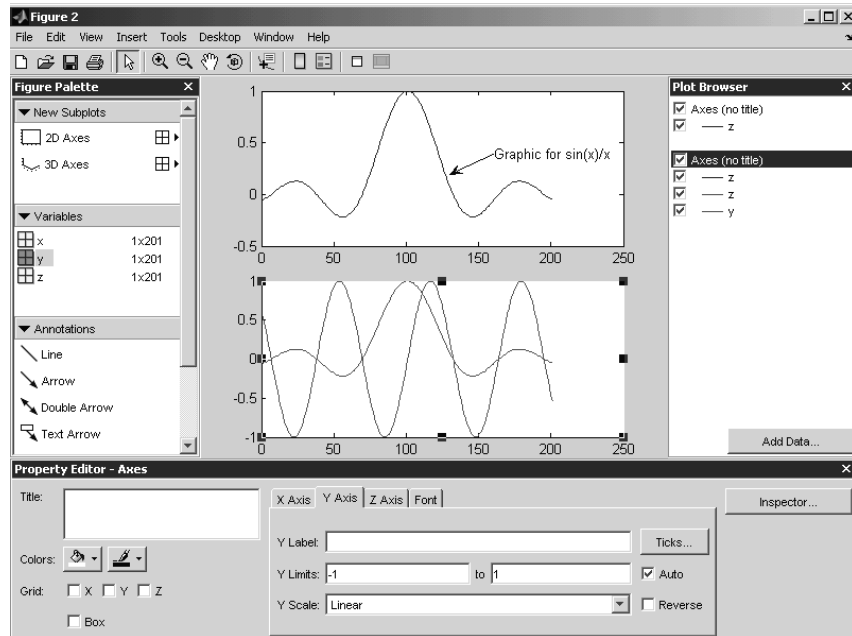 Figure 2
File Edit View Insert Tools Desktop Window Help
Figure Palette
New Subplots
2D Axes
3D Axes
Variables
x 1x201
y 1x201
z 1x201
Annotations
Line
Arrow
Double Arrow
Text Arrow
1
0.5
0
-0.5
0 50 100 150 200 250
Graphic for sin(x)/x
1
0.5
0
-0.5
-1
0 50 100 150 200 250
Plot Browser
Axes (no title)
z
Axes (no title)
z
z
y
Add Data...
Property Editor - Axes
Title:
Colors:
Grid: X Y Z
Box
X Axis Y Axis Z Axis Font
Y Label: Ticks...
Y Limits: -1 to 1 Auto
Y Scale: Linear Reverse
Inspector...